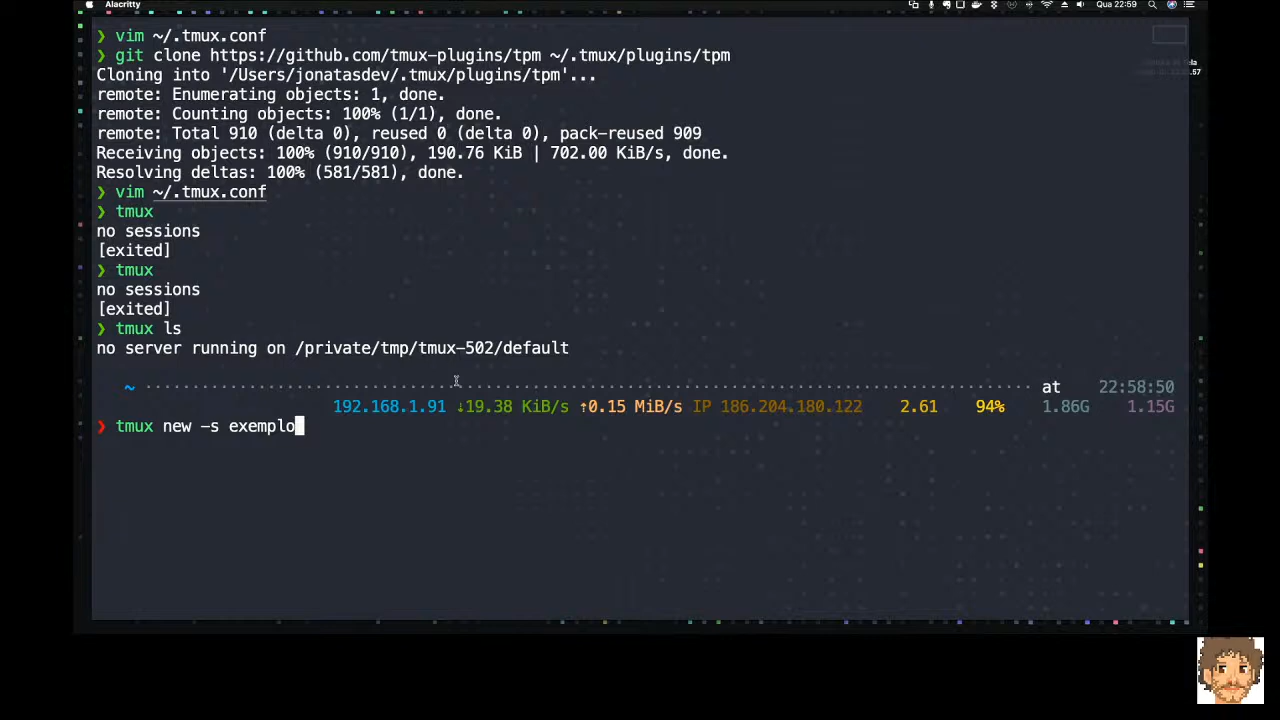 Alacritty
Qua 22:59
❯ vim ~/.tmux.conf
❯ git clone https://github.com/tmux-plugins/tpm ~/.tmux/plugins/tpm
Cloning into '/Users/jonatasdev/.tmux/plugins/tpm'...
remote: Enumerating objects: 1, done.
remote: Counting objects: 100% (1/1), done.
remote: Total 910 (delta 0), reused 0 (delta 0), pack-reused 909
Receiving objects: 100% (910/910), 190.76 KiB | 702.00 KiB/s, done.
Resolving deltas: 100% (581/581), done.
❯ vim ~/.tmux.conf
❯ tmux
no sessions
[exited]
❯ tmux
no sessions
[exited]
❯ tmux ls
no server running on /private/tmp/tmux-502/default
~ at 22:58:50
192.168.1.91 ↓19.38 KiB/s ↑0.15 MiB/s IP 186.204.180.122 2.61 94% 1.86G 1.15G
❯ tmux new -s exemplo